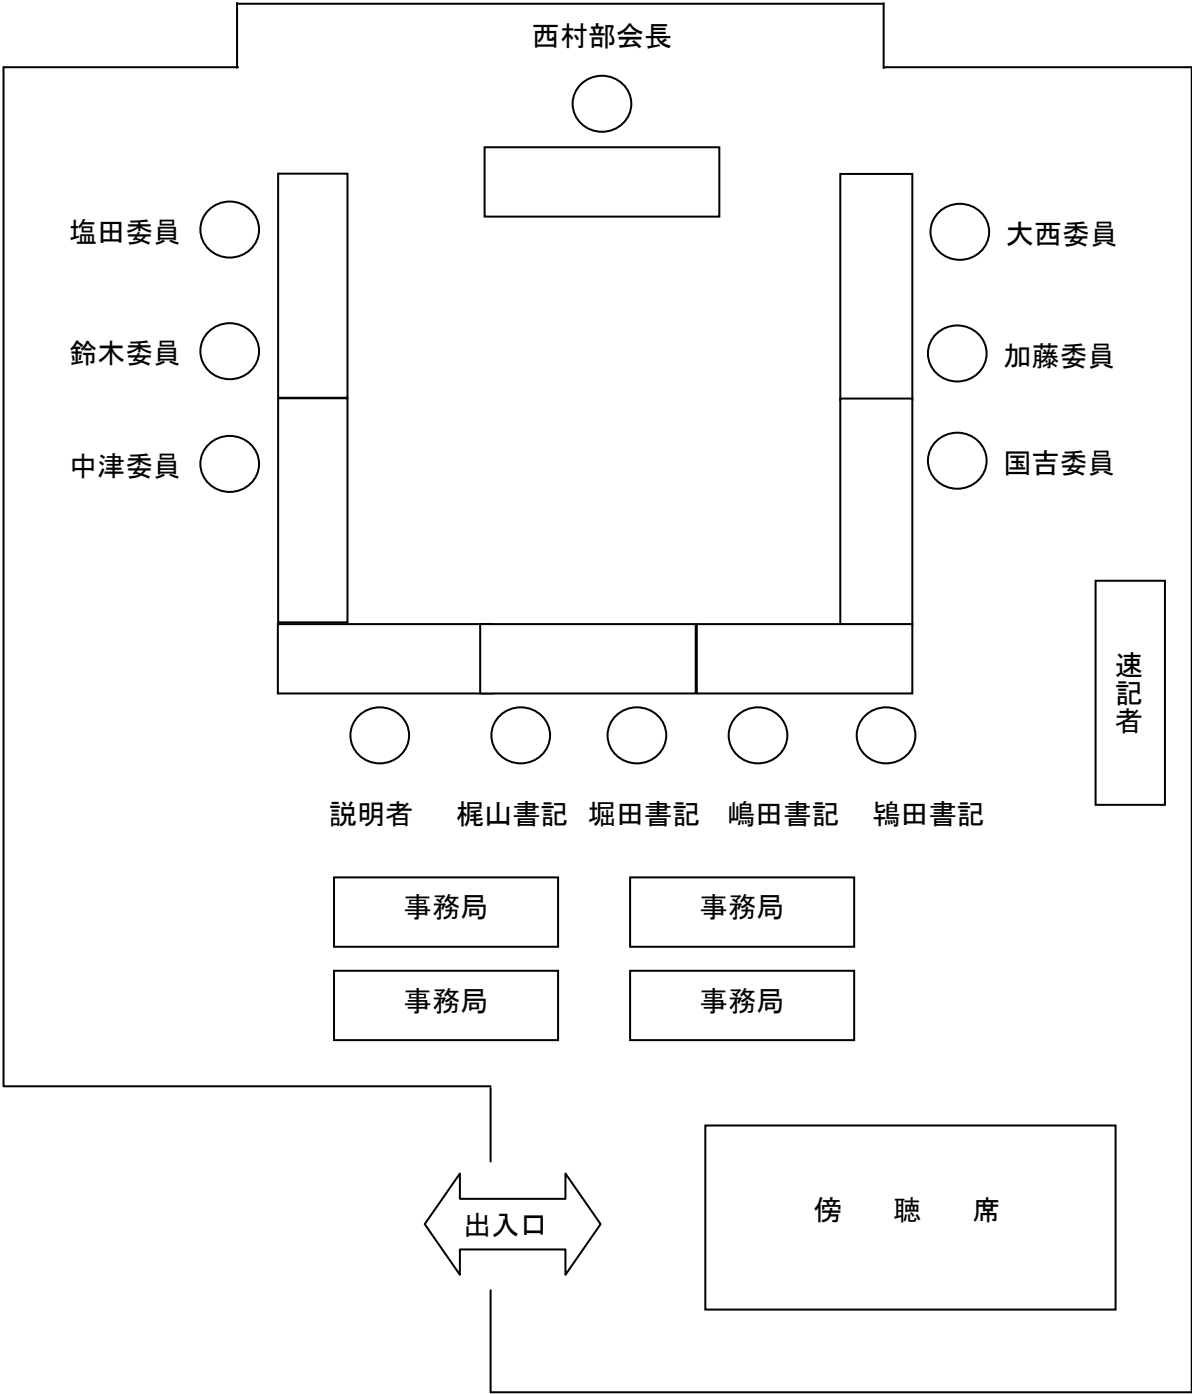 西村部会長
塩田委員
大西委員
鈴木委員
加藤委員
中津委員
国吉委員
速記者
説明者 梶山書記 堀田書記 嶋田書記 鴇田書記
事務局 事務局
事務局 事務局
出入口
傍 聴 席